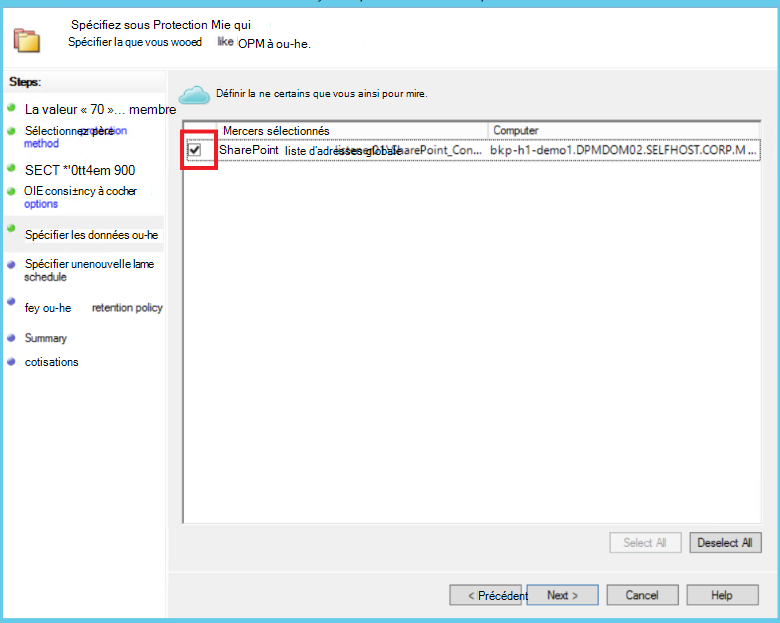 Spécifiez sous Protection Mie qui
Spécifier la que vous wooed like OPM à ou-he.
Steps:
La valeur « 70 »... membre
Sélectionnez
method
SECT *'0tt4em 900
OIE consi±ncy à cocher
options
Spécifier les données ou-he
Spécifier unenouvelle lame
schedule
fey ou-he retention policy
Summary
cotisations
Définir la ne certains que vous ainsi pour mire.
Mercers sélectionnés Computer
SharePoint liste d'adresses globale arePoint_Con... bkp-h1-demo1.DPMDOM02.SELFHOST.CORP.M ...
Select All Deselect All
< Précédent Next > Cancel Help